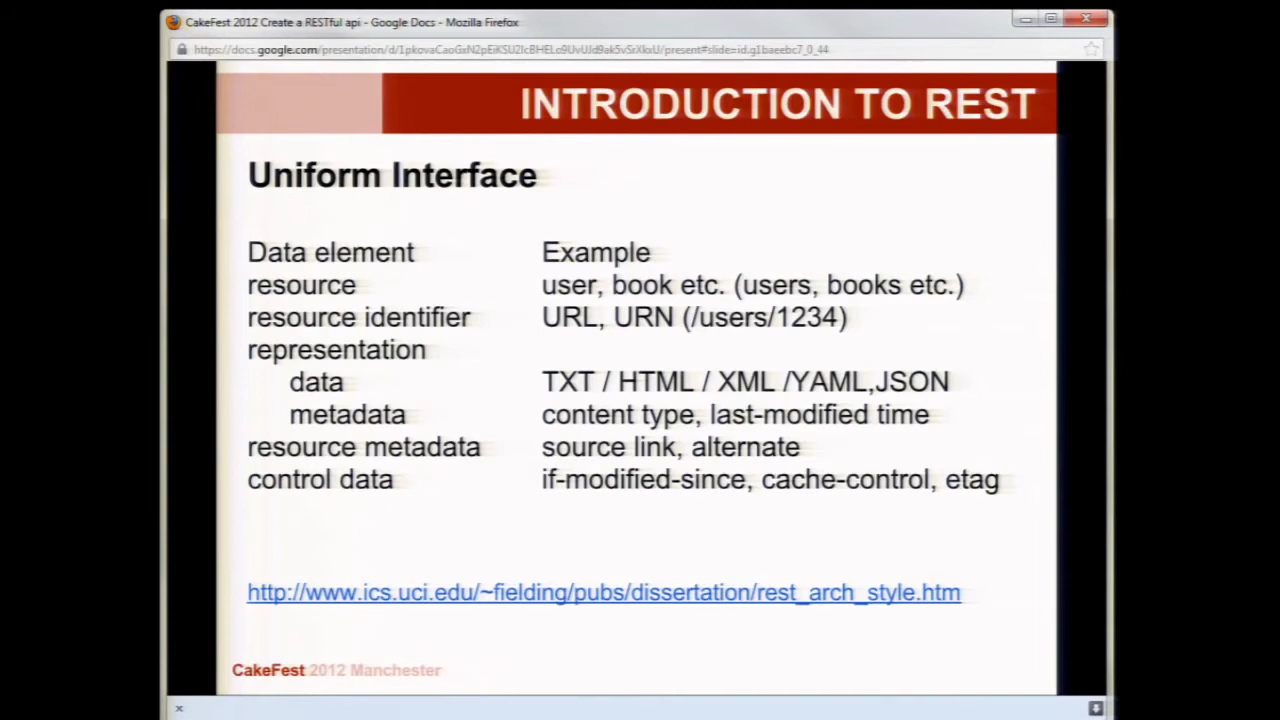 CakeFest 2012 Create a RESTful api - Google Docs - Mozilla Firefox
INTRODUCTION TO REST
Uniform Interface
Data element Example
resource user, book etc. (users, books etc.)
resource identifier URL, URN (/users/1234)
representation
data TXT / HTML / XML /YAML,JSON
metadata content type, last-modified time
resource metadata source link, alternate
control data if-modified-since, cache-control, etag
http://www.ics.uci.edu/~fielding/pubs/dissertation/rest_arch_style.htm
CakeFest 2012 Manchester